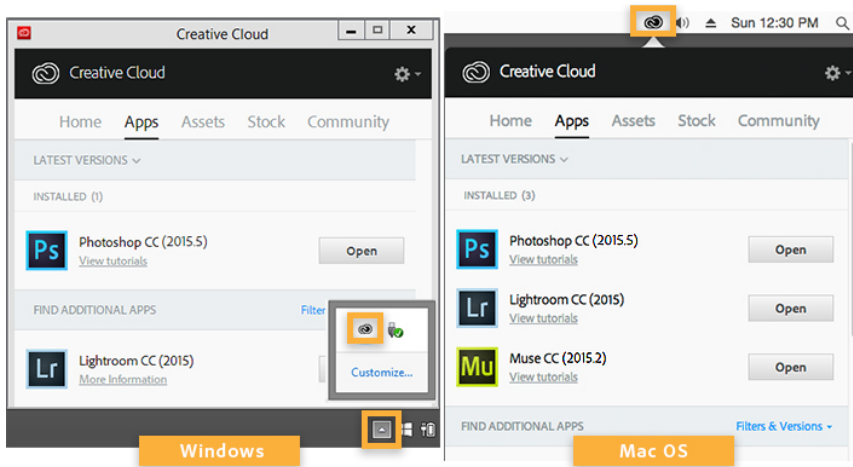 Creative Cloud
Creative Cloud
Home Apps Assets Stock Community
LATEST VERSIONS
INSTALLED (1)
Ps
Photoshop CC (2015.5)
View tutorials
Open
FIND ADDITIONAL APPS
Filter
Lr
Lightroom CC (2015)
More Information
Customize...
Windows
Sun 12:30 PM
Creative Cloud
Home Apps Assets Stock Community
LATEST VERSIONS
INSTALLED (3)
Ps
Photoshop CC (2015.5)
View tutorials
Open
Lr
Lightroom CC (2015)
View tutorials
Open
Mu
Muse CC (2015.2)
View tutorials
Open
FIND ADDITIONAL APPS
Filters & Versions
Mac OS